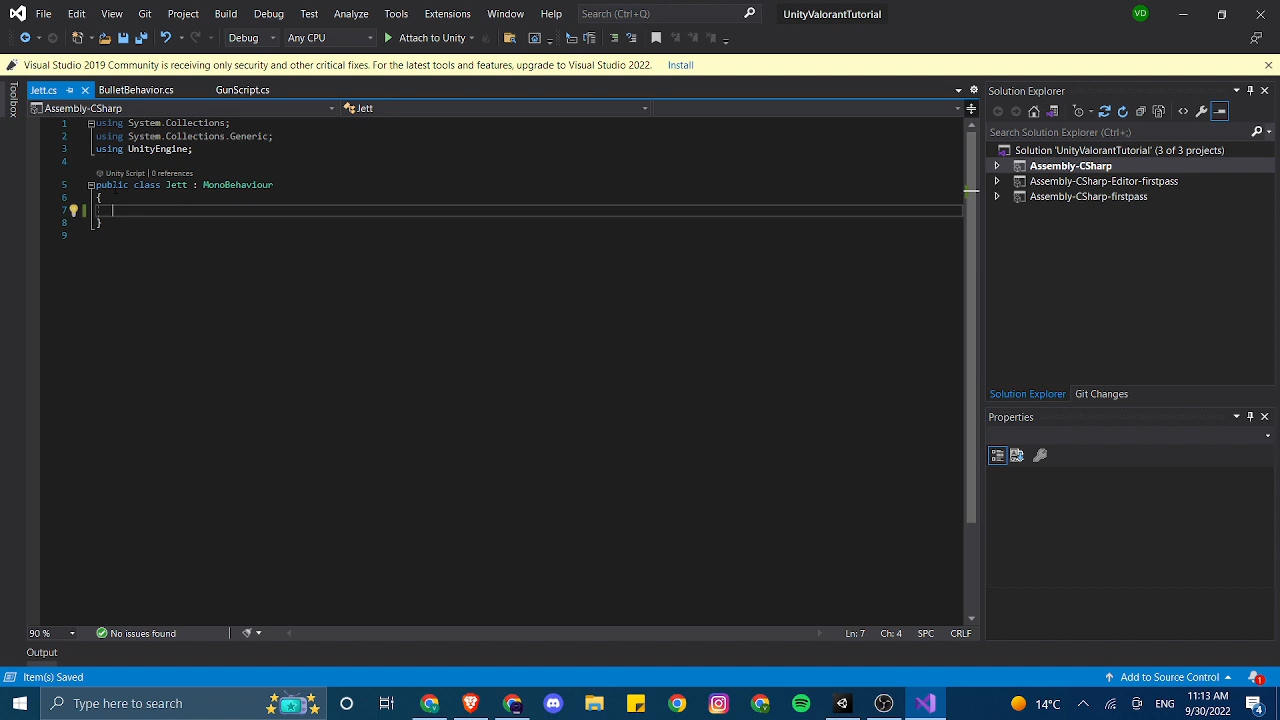 File Edit View Git Project Build Debug Test Analyze Tools Extensions Window Help Search (Ctrl+Q) UnityValorantTutorial VD
Debug Any CPU Attach to Unity
Visual Studio 2019 Community is receiving only security and other critical fixes. For the latest tools and features, upgrade to Visual Studio 2022. Install
Toolbox
Jett.cs BulletBehavior.cs GunScript.cs
Assembly-CSharp Jett
1 using System.Collections;
2 using System.Collections.Generic;
3 using UnityEngine;
4
Unity Script | 0 references
5 public class Jett : MonoBehaviour
6 {
7
8 }
9
90 % No issues found Ln: 7 Ch: 4 SPC CRLF
Output
Solution Explorer
Search Solution Explorer (Ctrl+;)
Solution 'UnityValorantTutorial' (3 of 3 projects)
Assembly-CSharp
Assembly-CSharp-Editor-firstpass
Assembly-CSharp-firstpass
Solution Explorer Git Changes
Properties
Item(s) Saved Add to Source Control 1
Type here to search 14°C ENG 11:13 AM
9/30/2022 4